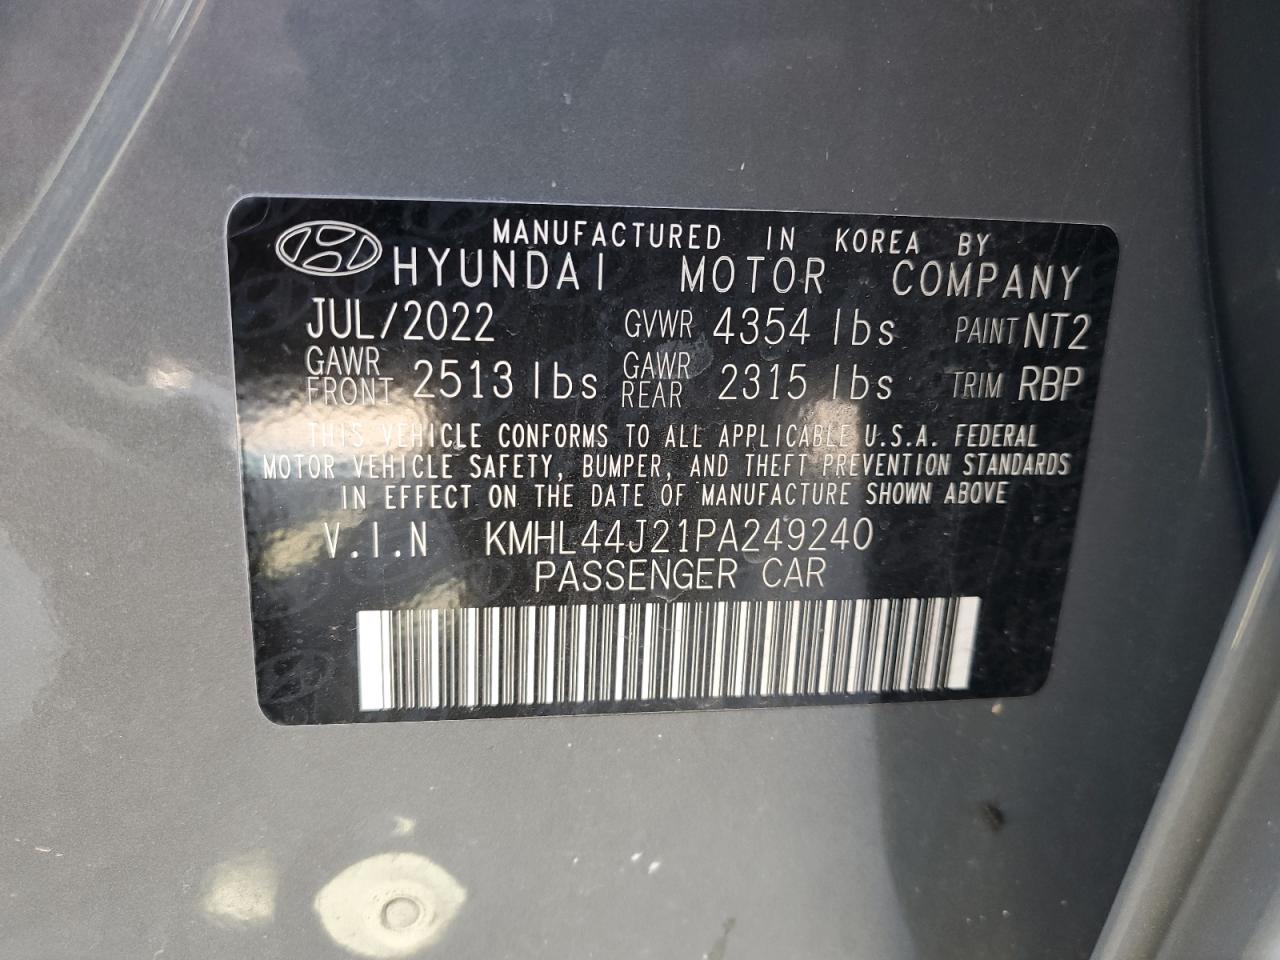 MANUFACTURED IN KOREA BY
HYUNDAI MOTOR COMPANY
JUL/2022 GVWR 4354 lbs PAINT NT2
GAWR FRONT 2513 lbs GAWR REAR 2315 lbs TRIM RBP
THIS VEHICLE CONFORMS TO ALL APPLICABLE U.S.A. FEDERAL
MOTOR VEHICLE SAFETY, BUMPER, AND THEFT PREVENTION STANDARDS
IN EFFECT ON THE DATE OF MANUFACTURE SHOWN ABOVE
V.I.N KMHL44J21PA249240
PASSENGER CAR